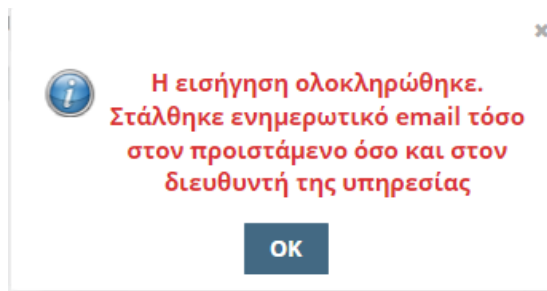 Η εισήγηση ολοκληρώθηκε.
Στάλθηκε ενημερωτικό email τόσο
στον προιστάμενο όσο και στον
διευθυντή της υπηρεσίας
OK